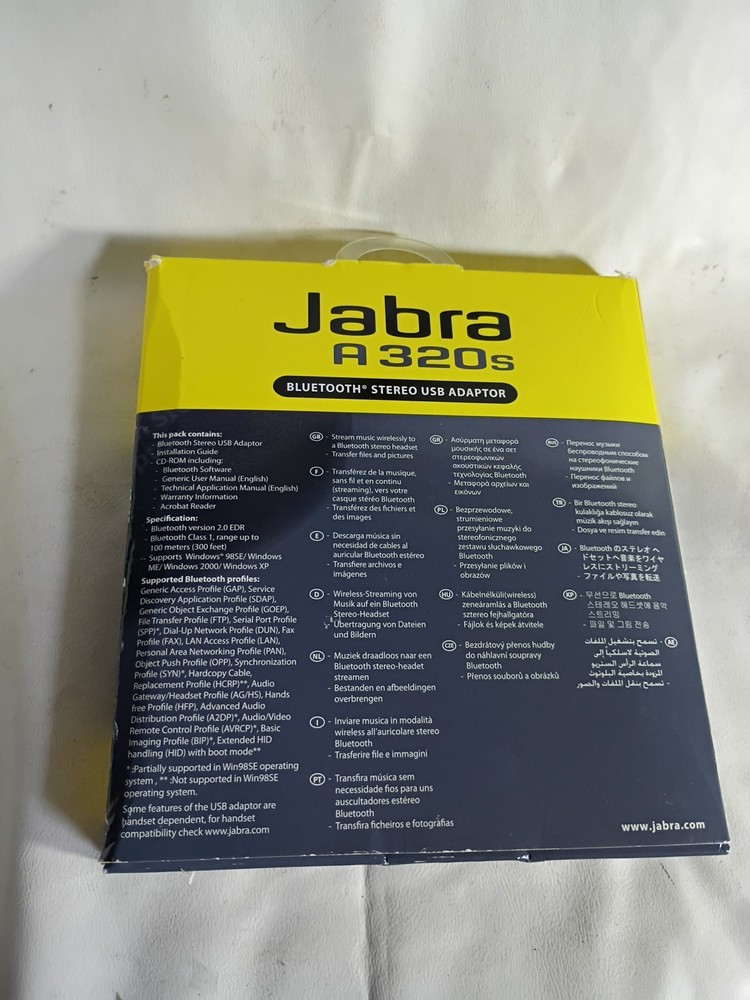 Jabra
A 320s
BLUETOOTH® STEREO USB ADAPTOR
This pack contains:
- Bluetooth Stereo USB Adaptor
- Installation Guide
- CD-ROM including:
- Bluetooth Software
- Generic User Manual (English)
- Technical Application Manual (English)
- Warranty Information
- Acrobat Reader
Specification:
- Bluetooth version 2.0 EDR
- Bluetooth Class 1, range up to
100 meters (300 feet)
- Supports Windows® 98SE/ Windows
ME/ Windows 2000/ Windows XP
Supported Bluetooth profiles:
Generic Access Profile (GAP), Service
Discovery Application Profile (SDAP),
Generic Object Exchange Profile (GOEP),
File Transfer Profile (FTP), Serial Port Profile
(SPP)*, Dial-Up Network Profile (DUN), Fax
Profile (FAX), LAN Access Profile (LAN),
Personal Area Networking Profile (PAN),
Object Push Profile (OPP), Synchronization
Profile (SYN)*, Hardcopy Cable,
Replacement Profile (HCRP)**, Audio
Gateway/Headset Profile (AG/HS), Hands
free Profile (HFP), Advanced Audio
Distribution Profile (A2DP)*, Audio/Video
Remote Control Profile (AVRCP)*, Basic
Imaging Profile (BIP)*, Extended HID
handling (HID) with boot mode**
* :Partially supported in Win98SE operating
system , ** :Not supported in Win98SE
operating system.
Some features of the USB adaptor are
handset dependent, for handset
compatibility check www.jabra.com
GB - Stream music wirelessly to
a Bluetooth stereo headset
- Transfer files and pictures
F - Transférez de la musique,
sans fil et en continu
(streaming), vers votre
casque stéréo Bluetooth
- Transférez des fichiers et
des images
E - Descarga música sin
necesidad de cables al
auricular Bluetooth estéreo
- Transfiere archivos e
imágenes
D - Wireless-Streaming von
Musik auf ein Bluetooth
Stereo-Headset
- Übertragung von Dateien
und Bildern
NL - Muziek draadloos naar een
Bluetooth stereo-headet
streamen
- Bestanden en afbeeldingen
overbrengen
I - Inviare musica in modalità
wireless all'auricolare stereo
Bluetooth
- Trasferire file e immagini
PT - Transfira música sem
necessidade fios para uns
auscultadores estéreo
Bluetooth
- Transfira ficheiros e fotografias
GR - Ασύρματη μεταφορά
μουσικής σε ένα σετ
στερεοφωνικών
ακουστικών κεφαλής
τεχνολογίας Bluetooth
- Μεταφορά αρχείων και
εικόνων
PL - Bezprzewodowe,
strumieniowe
przesyłanie muzyki do
stereofonicznego
zestawu słuchawkowego
Bluetooth
- Przesyłanie plików i
obrazów
HU - Kábelnélküli(wireless)
zeneáramlás a Bluetooth
sztereo fejhallgatóra
- Fájlok és képek átvitele
CZE - Bezdrátový přenos hudby
do náhlavní soupravy
Bluetooth
- Přenos souborů a obrázků
RUS - Перенос музыки
беспроводным способом
на стереофонические
наушники Bluetooth
- Перенос файлов и
изображений
TR - Bir Bluetooth stereo
kulaklığa kablosuz olarak
müzik akışı sağlayın
- Dosya ve resim transfer edin
JA - Bluetooth のステレオ ヘ
ッドセットへ音楽をワイヤ
レスにストリーミング
- ファイルや写真を転送
KP - 무선으로 Bluetooth
스테레오 헤드셋에 음악
스트리밍
- 파일 및 그림 전송
AE - تسمح بتشغيل الملفات
الصوتية لاسلكياً إلى
سماعة الرأس الستريو
المزودة بخاصية البلوتوث
- تسمح بنقل الملفات والصور
www.jabra.com